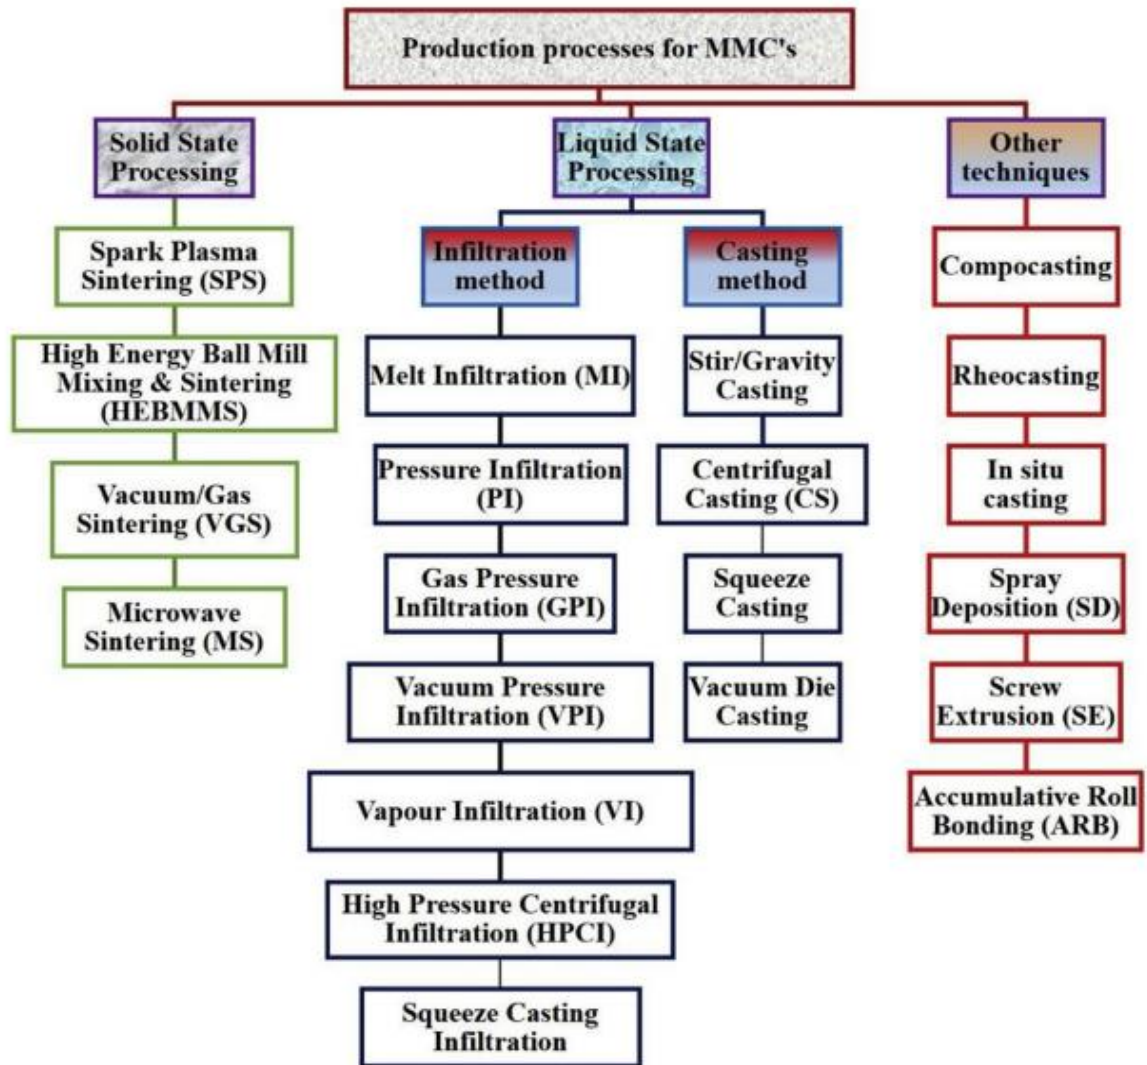 Production processes for MMC's
Solid State
Processing
Liquid State
Processing
Other
techniques
Spark Plasma
Sintering (SPS)
High Energy Ball Mill
Mixing & Sintering
(HEBMMS)
Vacuum/Gas
Sintering (VGS)
Microwave
Sintering (MS)
Infiltration
method
Melt Infiltration (MI)
Pressure Infiltration
(PI)
Gas Pressure
Infiltration (GPI)
Vacuum Pressure
Infiltration (VPI)
Vapour Infiltration (VI)
High Pressure Centrifugal
Infiltration (HPCI)
Squeeze Casting
Infiltration
Casting
method
Stir/Gravity
Casting
Centrifugal
Casting (CS)
Squeeze
Casting
Vacuum Die
Casting
Compocasting
Rheocasting
In situ
casting
Spray
Deposition (SD)
Screw
Extrusion (SE)
Accumulative Roll
Bonding (ARB)